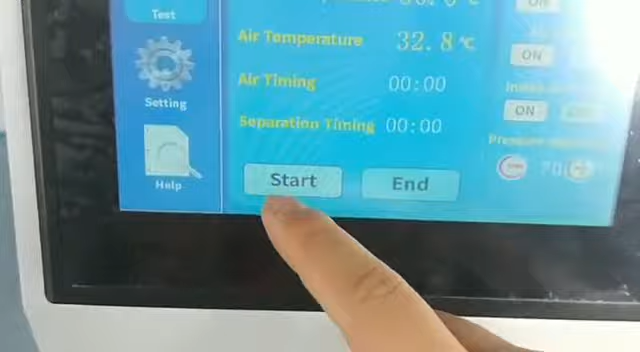 Test
Setting
Help
Air Temperature 32.8 ℃
Air Timing 00:00
Separation Timing 00:00
Start
End
ON
ON
ON
Pressure